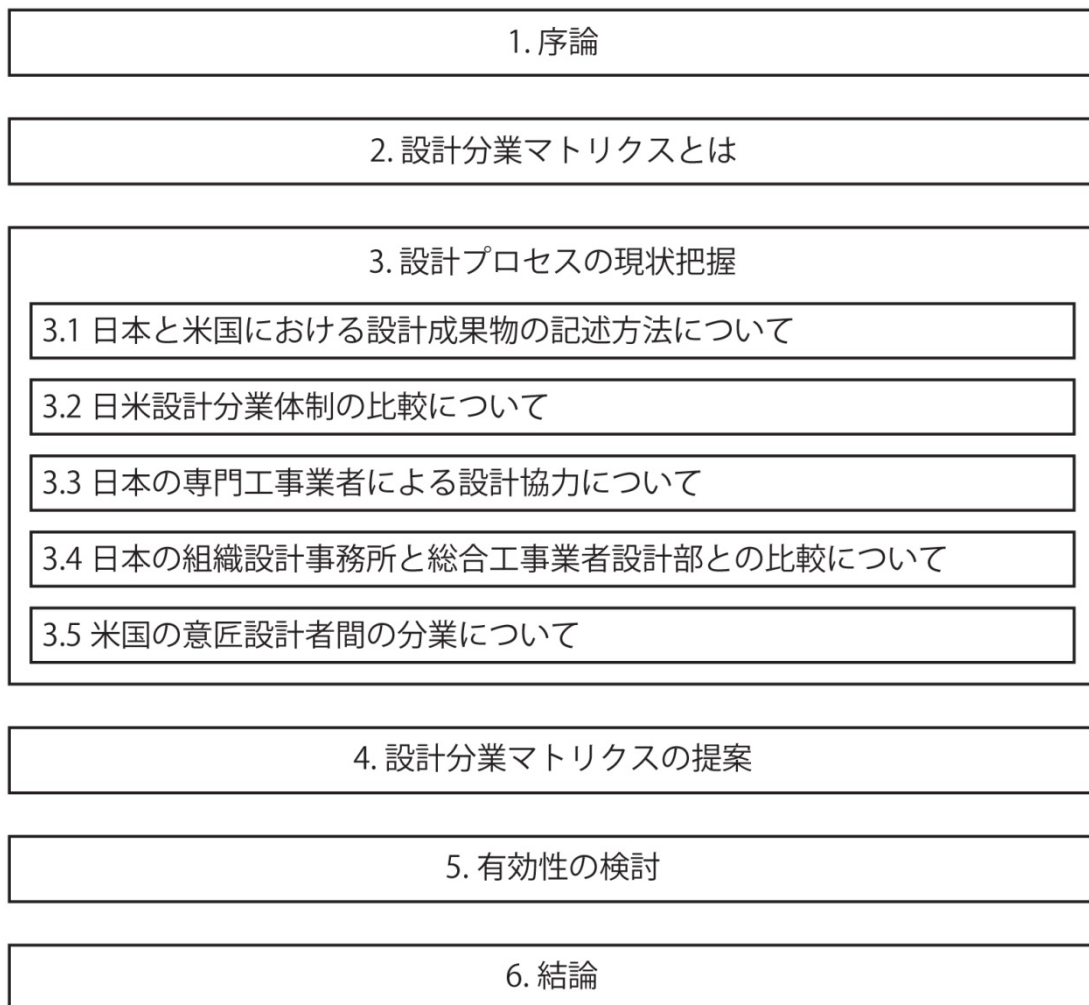 1. 序論
2. 設計分業マトリクスとは
3. 設計プロセスの現状把握
3.1 日本と米国における設計成果物の記述方法について
3.2 日米設計分業体制の比較について
3.3 日本の専門工事業者による設計協力について
3.4 日本の組織設計事務所と総合工事業者設計部との比較について
3.5 米国の意匠設計者間の分業について
4. 設計分業マトリクスの提案
5. 有効性の検討
6. 結論